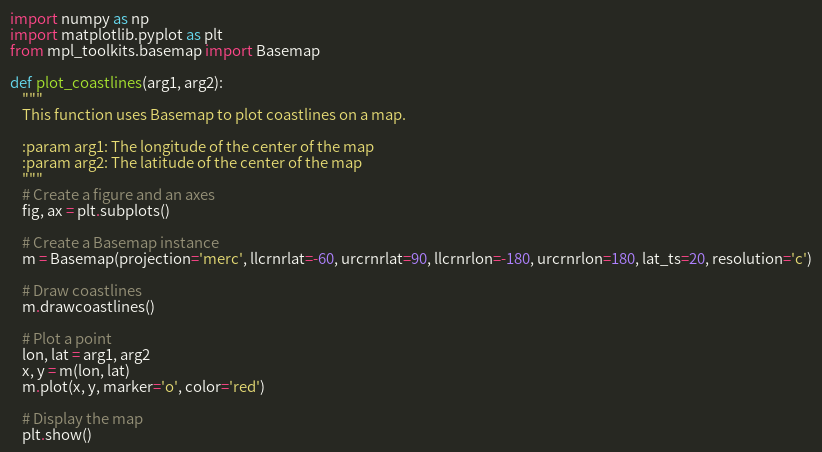 import numpy as np
import matplotlib.pyplot as plt
from mpl_toolkits.basemap import Basemap

def plot_coastlines(arg1, arg2):
    """
    This function uses Basemap to plot coastlines on a map.

    :param arg1: The longitude of the center of the map
    :param arg2: The latitude of the center of the map
    """
    # Create a figure and an axes
    fig, ax = plt.subplots()

    # Create a Basemap instance
    m = Basemap(projection='merc', llcrnrlat=-60, urcrnrlat=90, llcrnrlon=-180, urcrnrlon=180, lat_ts=20, resolution='c')

    # Draw coastlines
    m.drawcoastlines()

    # Plot a point
    lon, lat = arg1, arg2
    x, y = m(lon, lat)
    m.plot(x, y, marker='o', color='red')

    # Display the map
    plt.show()